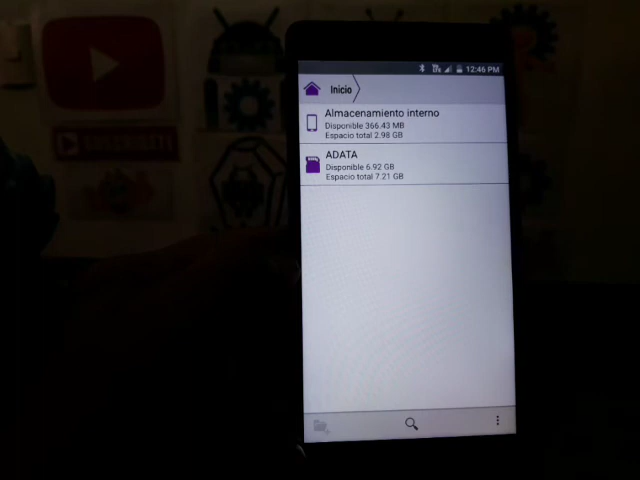 12:46 PM
Inicio
Almacenamiento interno
Disponible 366.43 MB
Espacio total 2.98 GB
ADATA
Disponible 6.92 GB
Espacio total 7.21 GB